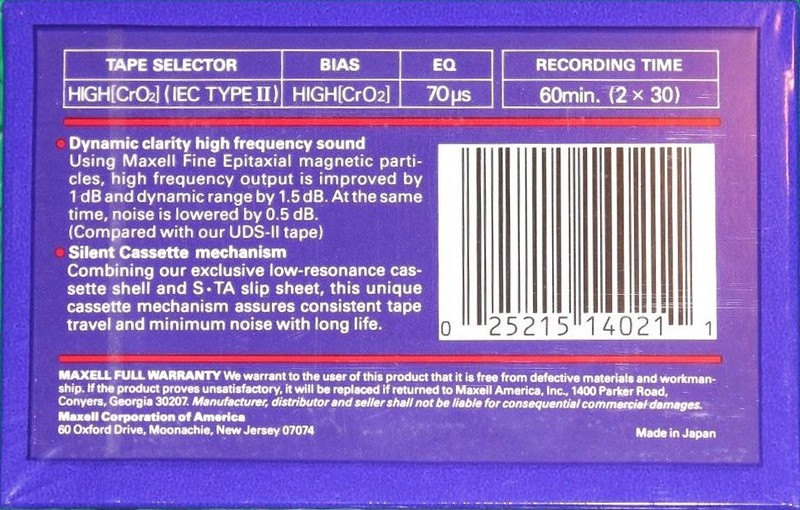 TAPE SELECTOR BIAS EQ RECORDING TIME
HIGH[CrO₂] (IEC TYPE II) HIGH[CrO₂] 70μs 60min. (2 × 30)
• Dynamic clarity high frequency sound
Using Maxell Fine Epitaxial magnetic parti-
cles, high frequency output is improved by
1 dB and dynamic range by 1.5 dB. At the same
time, noise is lowered by 0.5 dB.
(Compared with our UDS-II tape)
• Silent Cassette mechanism
Combining our exclusive low-resonance cas-
sette shell and S•TA slip sheet, this unique
cassette mechanism assures consistent tape
travel and minimum noise with long life.
0 25215 14021 1
MAXELL FULL WARRANTY We warrant to the user of this product that it is free from defective materials and workman-
ship. If the product proves unsatisfactory, it will be replaced if returned to Maxell America, Inc., 1400 Parker Road,
Conyers, Georgia 30207. Manufacturer, distributor and seller shall not be liable for consequential commercial damages.
Maxell Corporation of America
60 Oxford Drive, Moonachie, New Jersey 07074
Made in Japan